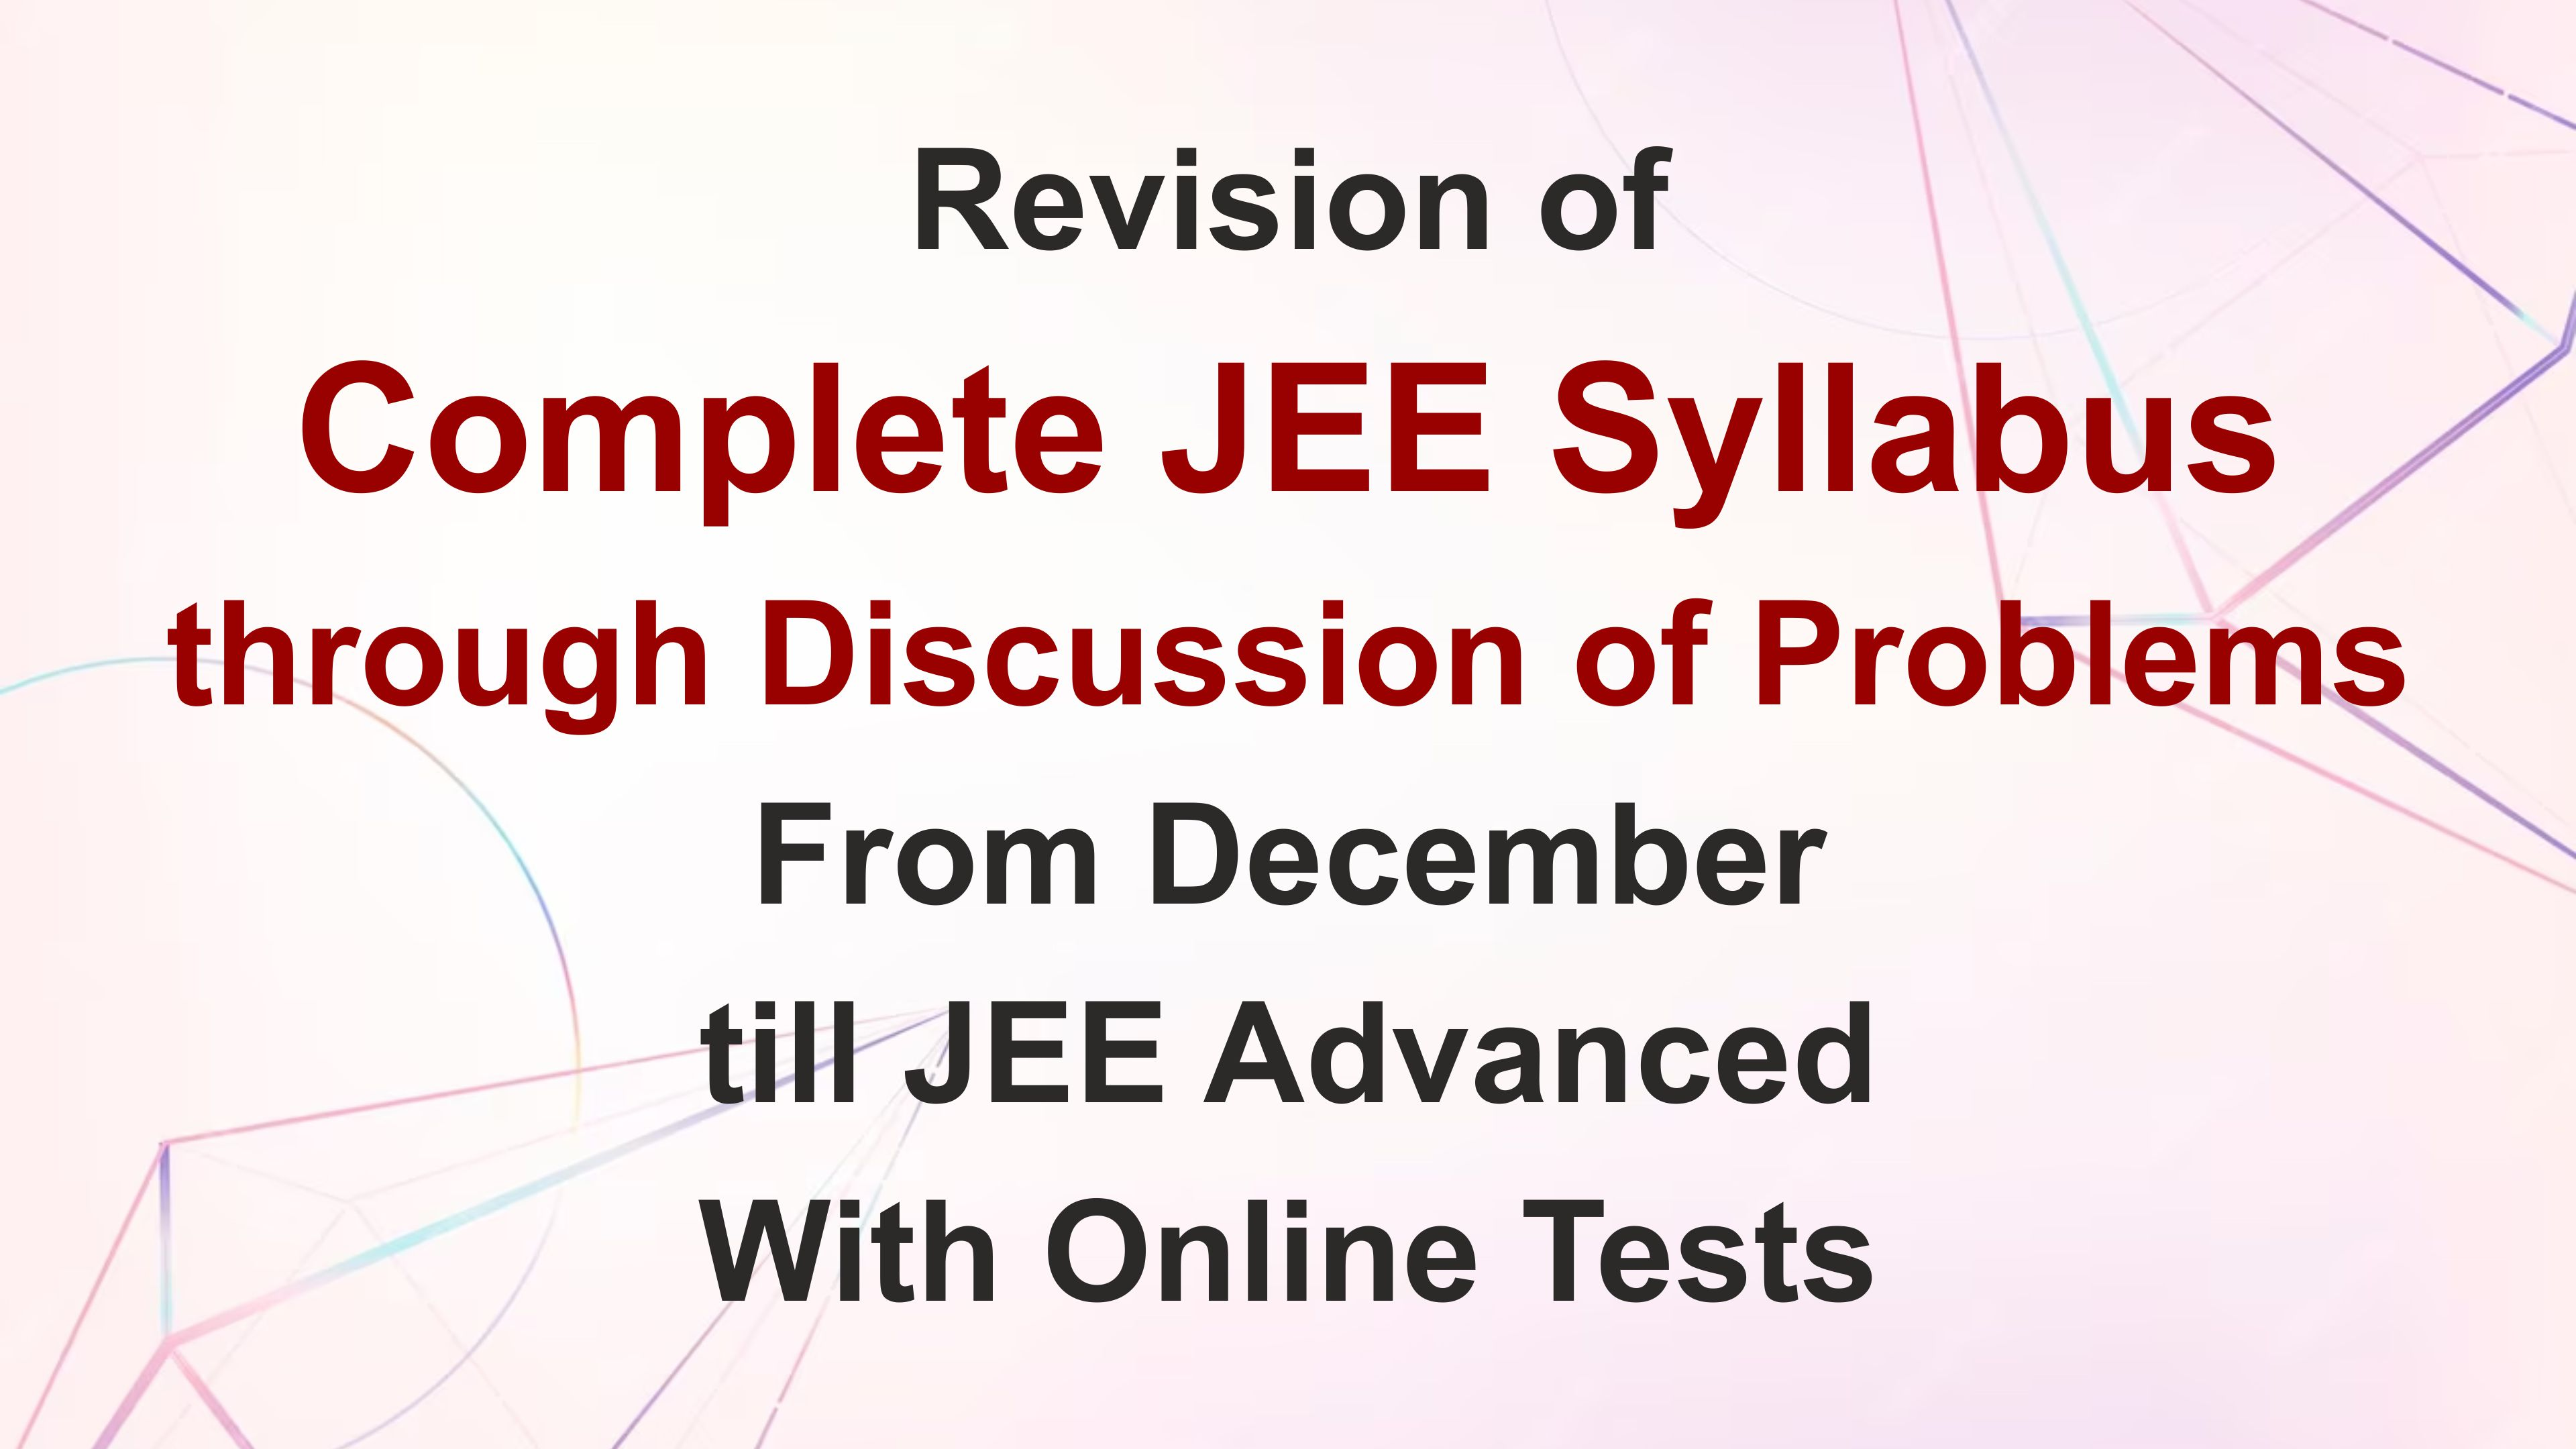 Revision of
Complete JEE Syllabus
through Discussion of Problems
From December
till JEE Advanced
With Online Tests